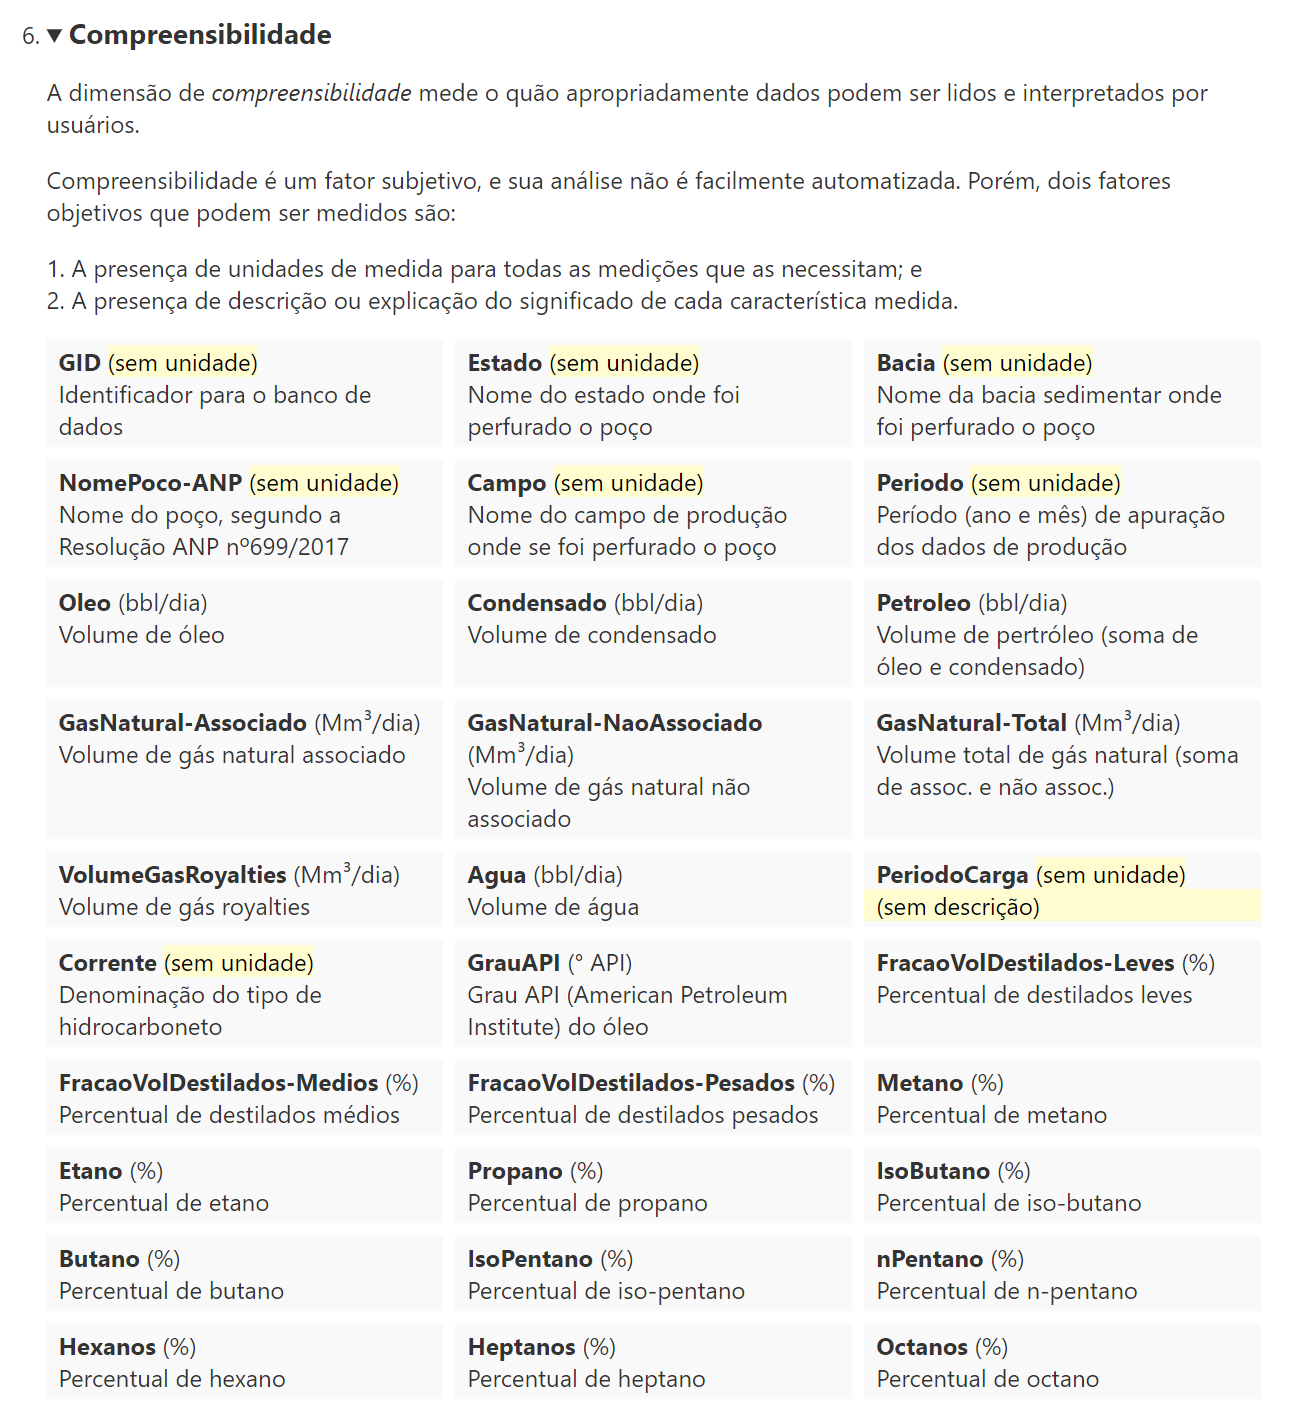 6. ▼ Compreensibilidade
A dimensão de compreensibilidade mede o quão apropriadamente dados podem ser lidos e interpretados por
usuários.
Compreensibilidade é um fator subjetivo, e sua análise não é facilmente automatizada. Porém, dois fatores
objetivos que podem ser medidos são:
1. A presença de unidades de medida para todas as medições que as necessitam; e
2. A presença de descrição ou explicação do significado de cada característica medida.
GID (sem unidade)
Identificador para o banco de
dados
Estado (sem unidade)
Nome do estado onde foi
perfurado o poço
Bacia (sem unidade)
Nome da bacia sedimentar onde
foi perfurado o poço
NomePoco-ANP (sem unidade)
Nome do poço, segundo a
Resolução ANP nº699/2017
Campo (sem unidade)
Nome do campo de produção
onde se foi perfurado o poço
Periodo (sem unidade)
Período (ano e mês) de apuração
dos dados de produção
Oleo (bbl/dia)
Volume de óleo
Condensado (bbl/dia)
Volume de condensado
Petroleo (bbl/dia)
Volume de pertróleo (soma de
óleo e condensado)
GasNatural-Associado (Mm³/dia)
Volume de gás natural associado
GasNatural-NaoAssociado
(Mm³/dia)
Volume de gás natural não
associado
GasNatural-Total (Mm³/dia)
Volume total de gás natural (soma
de assoc. e não assoc.)
VolumeGasRoyalties (Mm³/dia)
Volume de gás royalties
Agua (bbl/dia)
Volume de água
PeriodoCarga (sem unidade)
(sem descrição)
Corrente (sem unidade)
Denominação do tipo de
hidrocarboneto
GrauAPI (° API)
Grau API (American Petroleum
Institute) do óleo
FracaoVolDestilados-Leves (%)
Percentual de destilados leves
FracaoVolDestilados-Medios (%)
Percentual de destilados médios
FracaoVolDestilados-Pesados (%)
Percentual de destilados pesados
Metano (%)
Percentual de metano
Etano (%)
Percentual de etano
Propano (%)
Percentual de propano
IsoButano (%)
Percentual de iso-butano
Butano (%)
Percentual de butano
IsoPentano (%)
Percentual de iso-pentano
nPentano (%)
Percentual de n-pentano
Hexanos (%)
Percentual de hexano
Heptanos (%)
Percentual de heptano
Octanos (%)
Percentual de octano